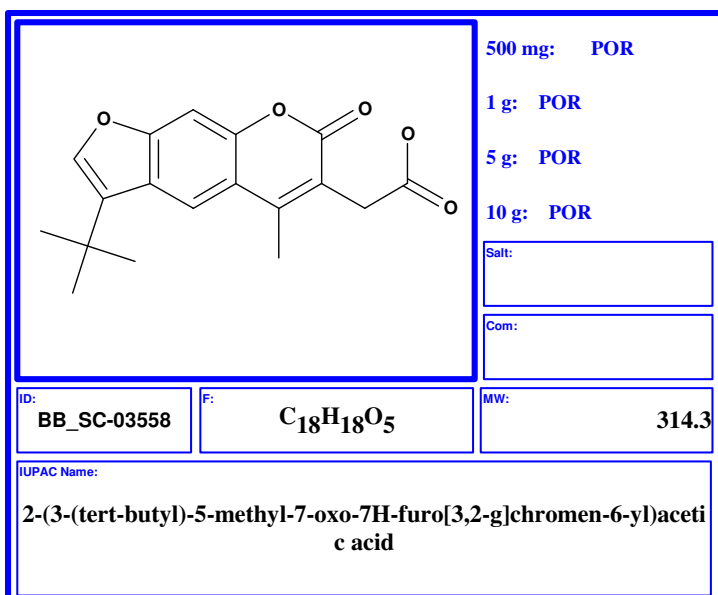 500 mg: POR
1 g: POR
5 g: POR
10 g: POR
O
O
O
O
O
Salt:
Com:
ID:
BB_SC-03558
F:
C18H18O5
MW:
314.3
IUPAC Name:
2-(3-(tert-butyl)-5-methyl-7-oxo-7H-furo[3,2-g]chromen-6-yl)aceti
c acid